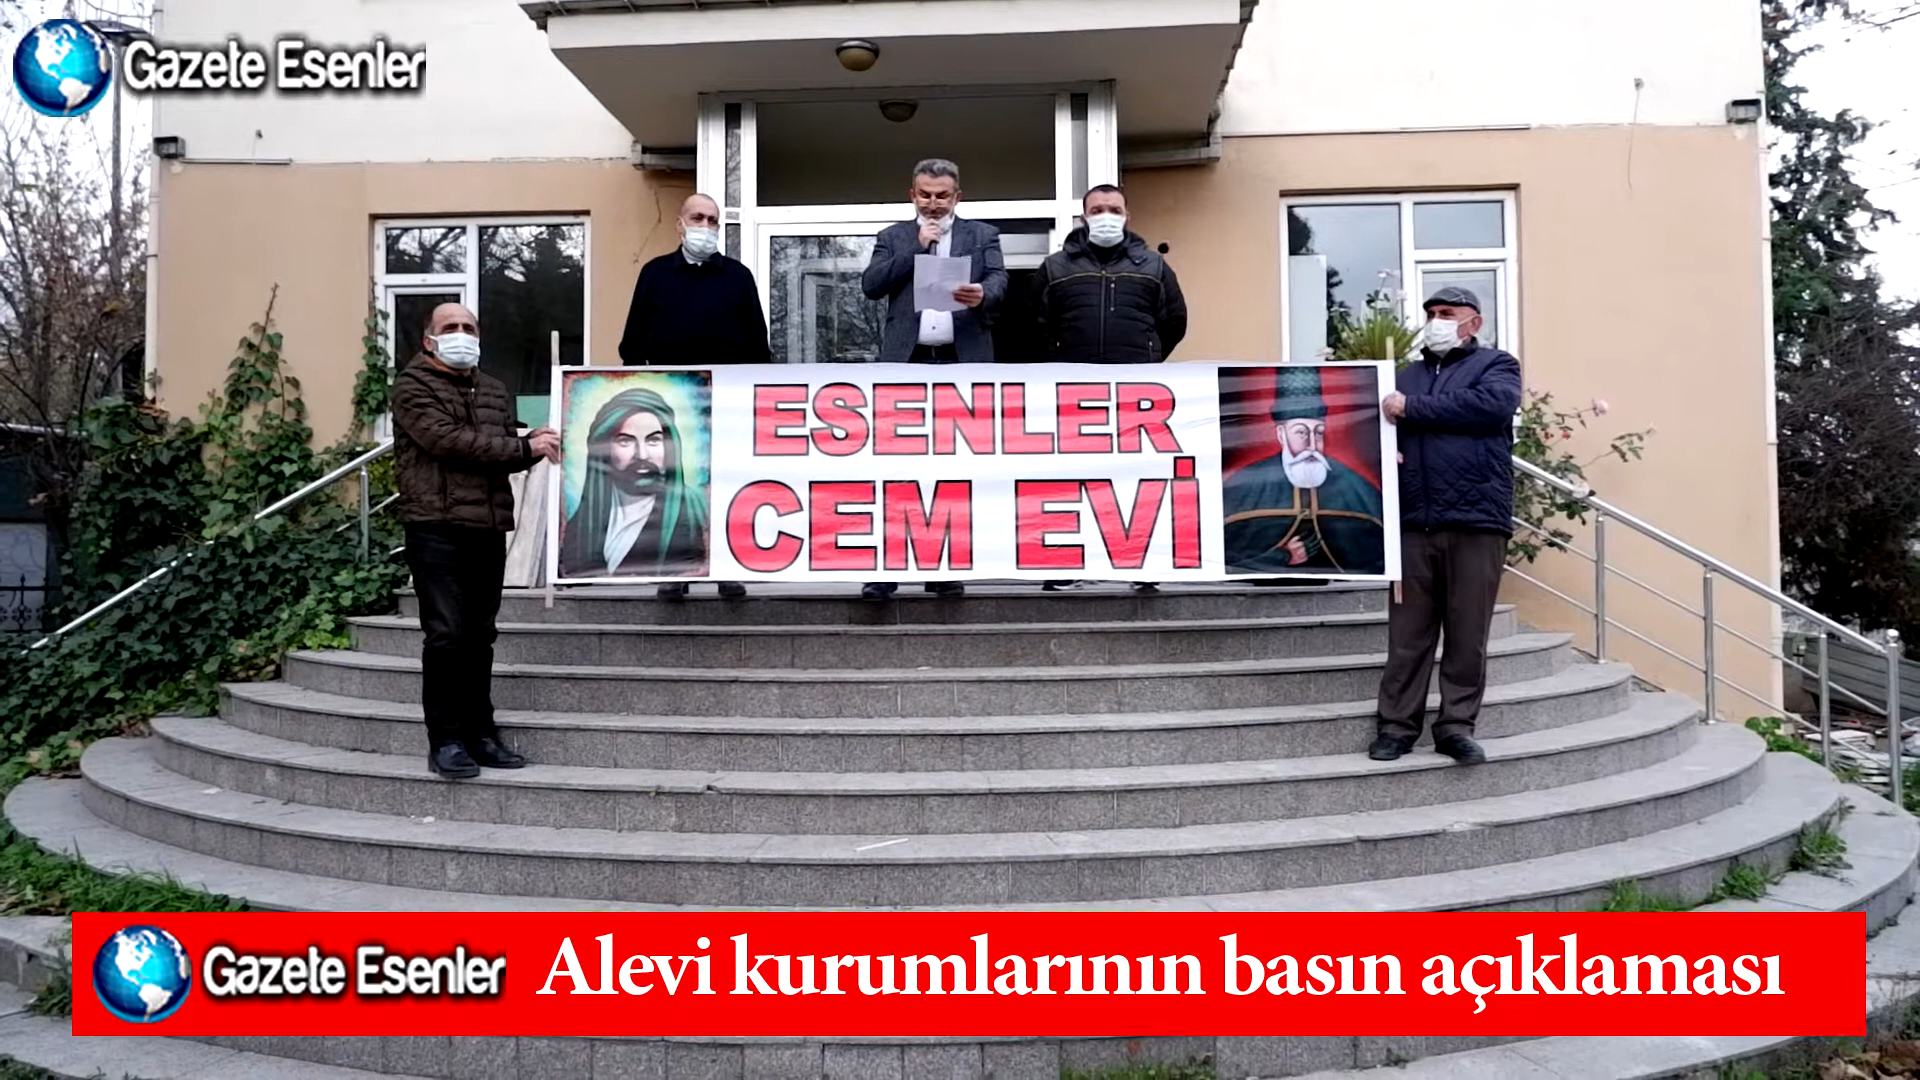 Gazete Esenler
ESENLER
CEM EVİ
Gazete Esenler Alevi kurumlarının basın açıklaması